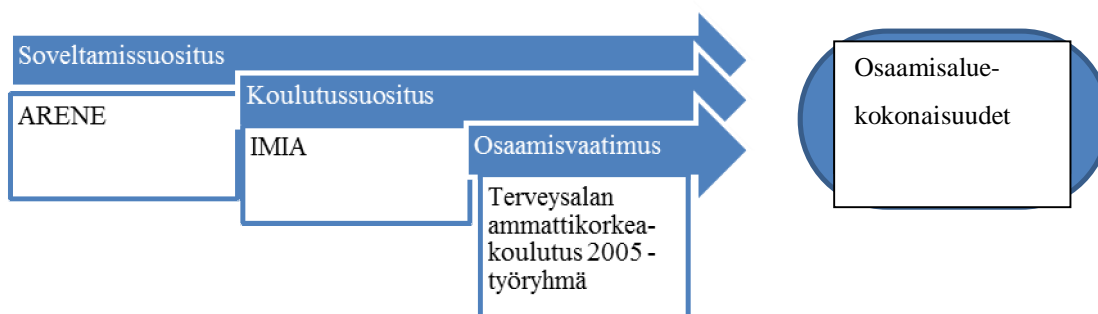 Soveltamissuositus
ARENE
Koulutussuositus
IMIA
Osaamisvaatimus
Terveysalan
ammattikorkea-
koulutus 2005 -
työryhmä
Osaamisalue-
kokonaisuudet